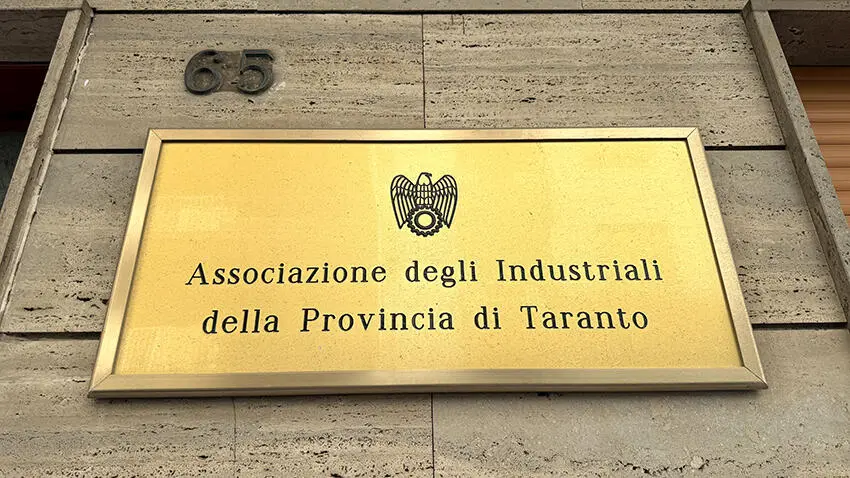 65
Associazione degli Industriali
della Provincia di Taranto